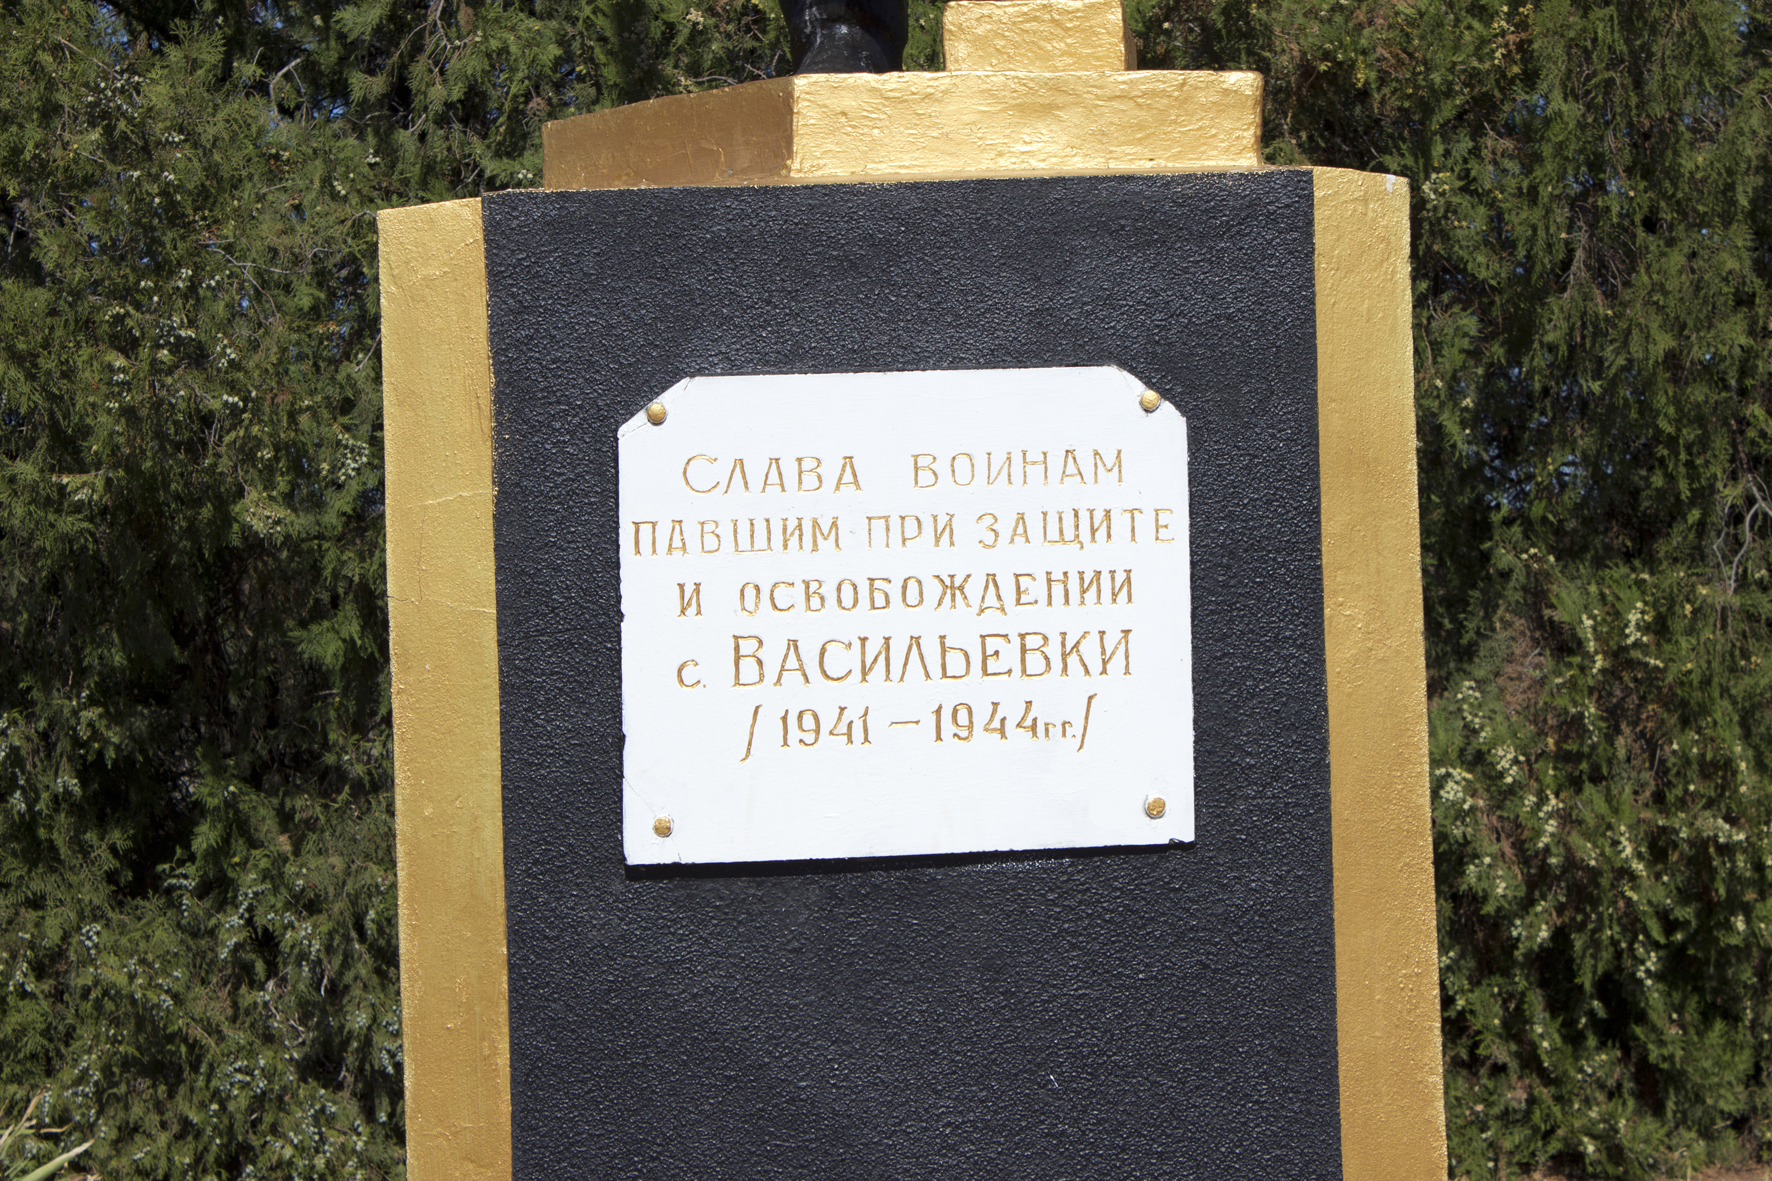 СЛАВА ВОИНАМ
ПАВШИМ ПРИ ЗАЩИТЕ
И ОСВОБОЖДЕНИИ
с. ВАСИЛЬЕВКИ
/1941 – 1944гг./